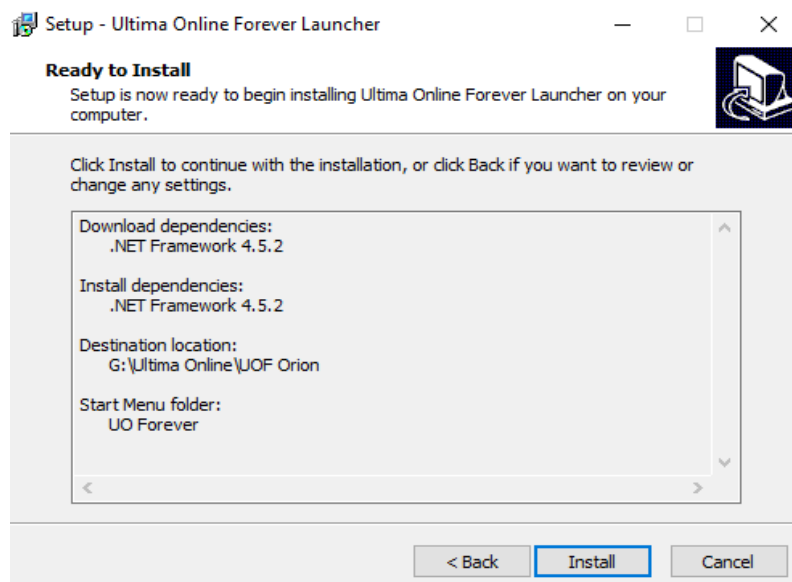 Setup - Ultima Online Forever Launcher
Ready to Install
Setup is now ready to begin installing Ultima Online Forever Launcher on your
computer.
Click Install to continue with the installation, or click Back if you want to review or
change any settings.
Download dependencies:
.NET Framework 4.5.2
Install dependencies:
.NET Framework 4.5.2
Destination location:
G:\Ultima Online\UOF Orion
Start Menu folder:
UO Forever
< Back Install Cancel